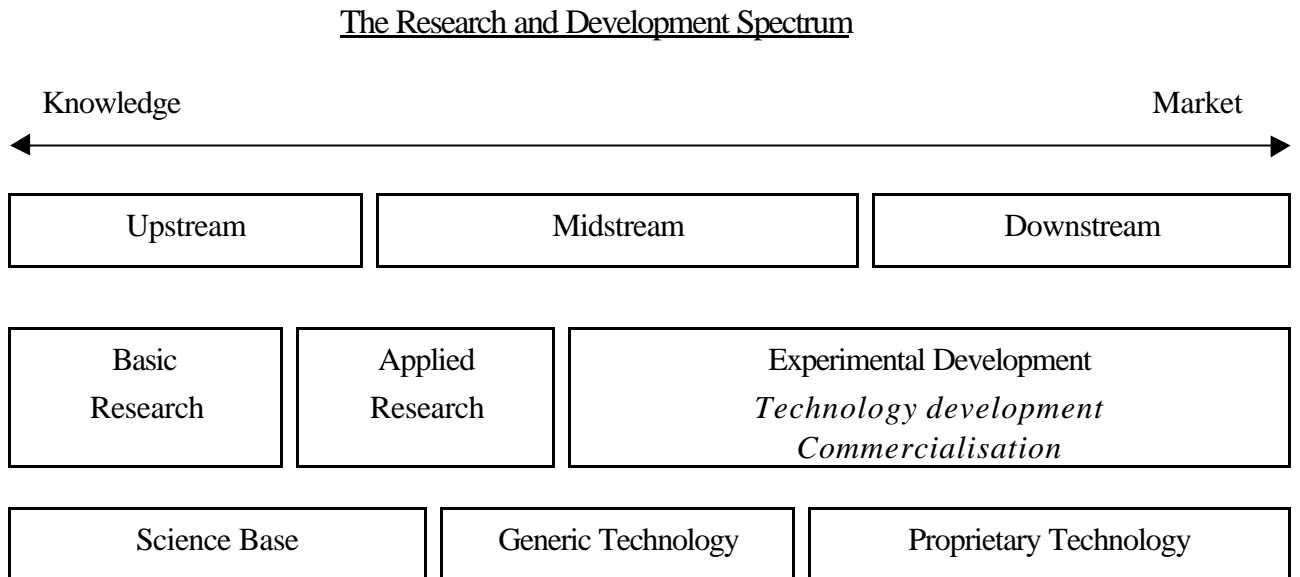 The Research and Development Spectrum
Knowledge Market
Upstream Midstream Downstream
Basic Applied Experimental Development
Research Research Technology development
Commercialisation
Science Base Generic Technology Proprietary Technology